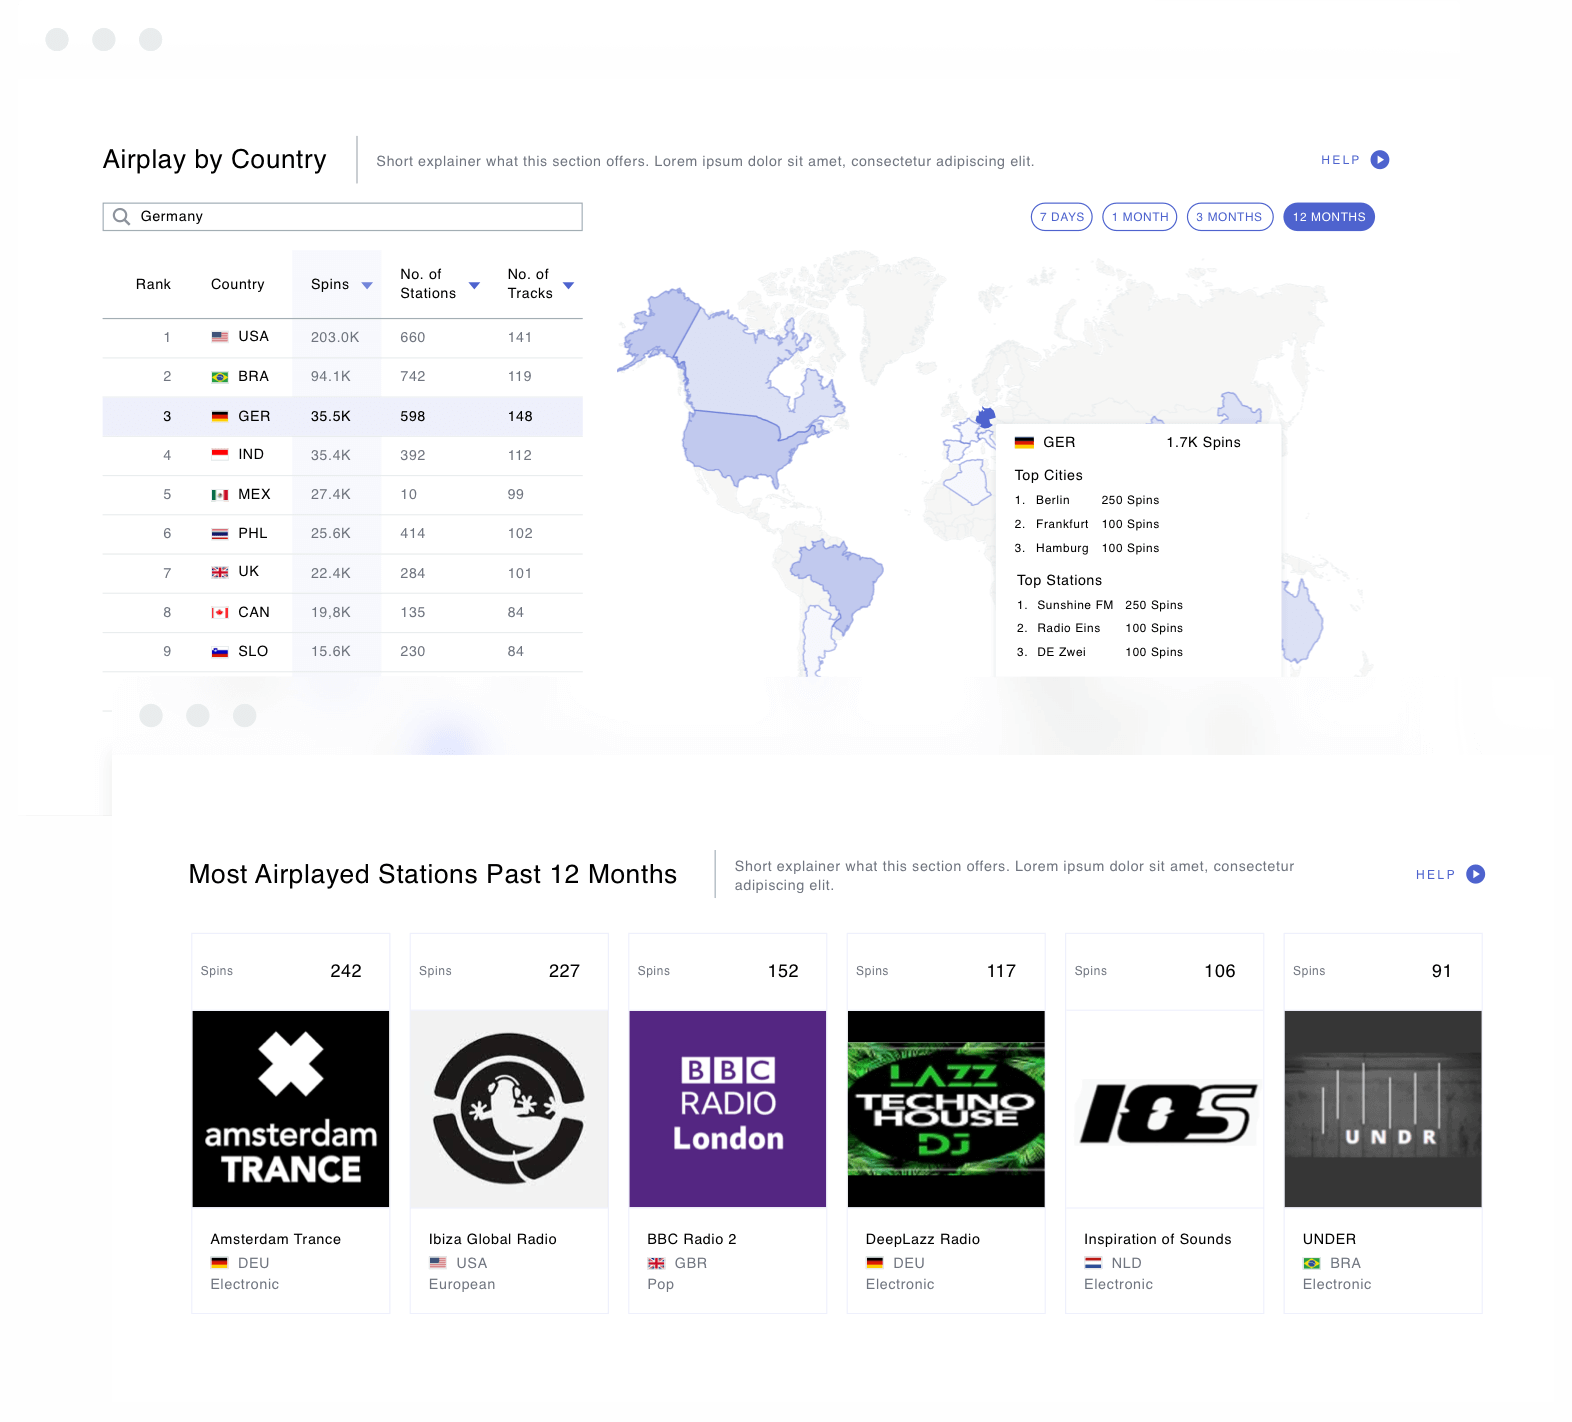 Airplay by Country
Short explainer what this section offers. Lorem ipsum dolor sit amet, consectetur adipiscing elit.
HELP
Germany
7 DAYS
1 MONTH
3 MONTHS
12 MONTHS
Rank Country Spins No. of Stations No. of Tracks
1 USA 203.0K 660 141
2 BRA 94.1K 742 119
3 GER 35.5K 598 148
4 IND 35.4K 392 112
5 MEX 27.4K 10 99
6 PHL 25.6K 414 102
7 UK 22.4K 284 101
8 CAN 19,8K 135 84
9 SLO 15.6K 230 84
GER 1.7K Spins
Top Cities
1. Berlin 250 Spins
2. Frankfurt 100 Spins
3. Hamburg 100 Spins
Top Stations
1. Sunshine FM 250 Spins
2. Radio Eins 100 Spins
3. DE Zwei 100 Spins
Most Airplayed Stations Past 12 Months
Short explainer what this section offers. Lorem ipsum dolor sit amet, consectetur
adipiscing elit.
HELP
Spins 242
amsterdam
TRANCE
Amsterdam Trance
DEU
Electronic
Spins 227
Ibiza Global Radio
USA
European
Spins 152
BBC
RADIO
London
BBC Radio 2
GBR
Pop
Spins 117
LAZZ
TECHNO
HOUSE
DJ
DeepLazz Radio
DEU
Electronic
Spins 106
IOS
Inspiration of Sounds
NLD
Electronic
Spins 91
UNDR
UNDER
BRA
Electronic